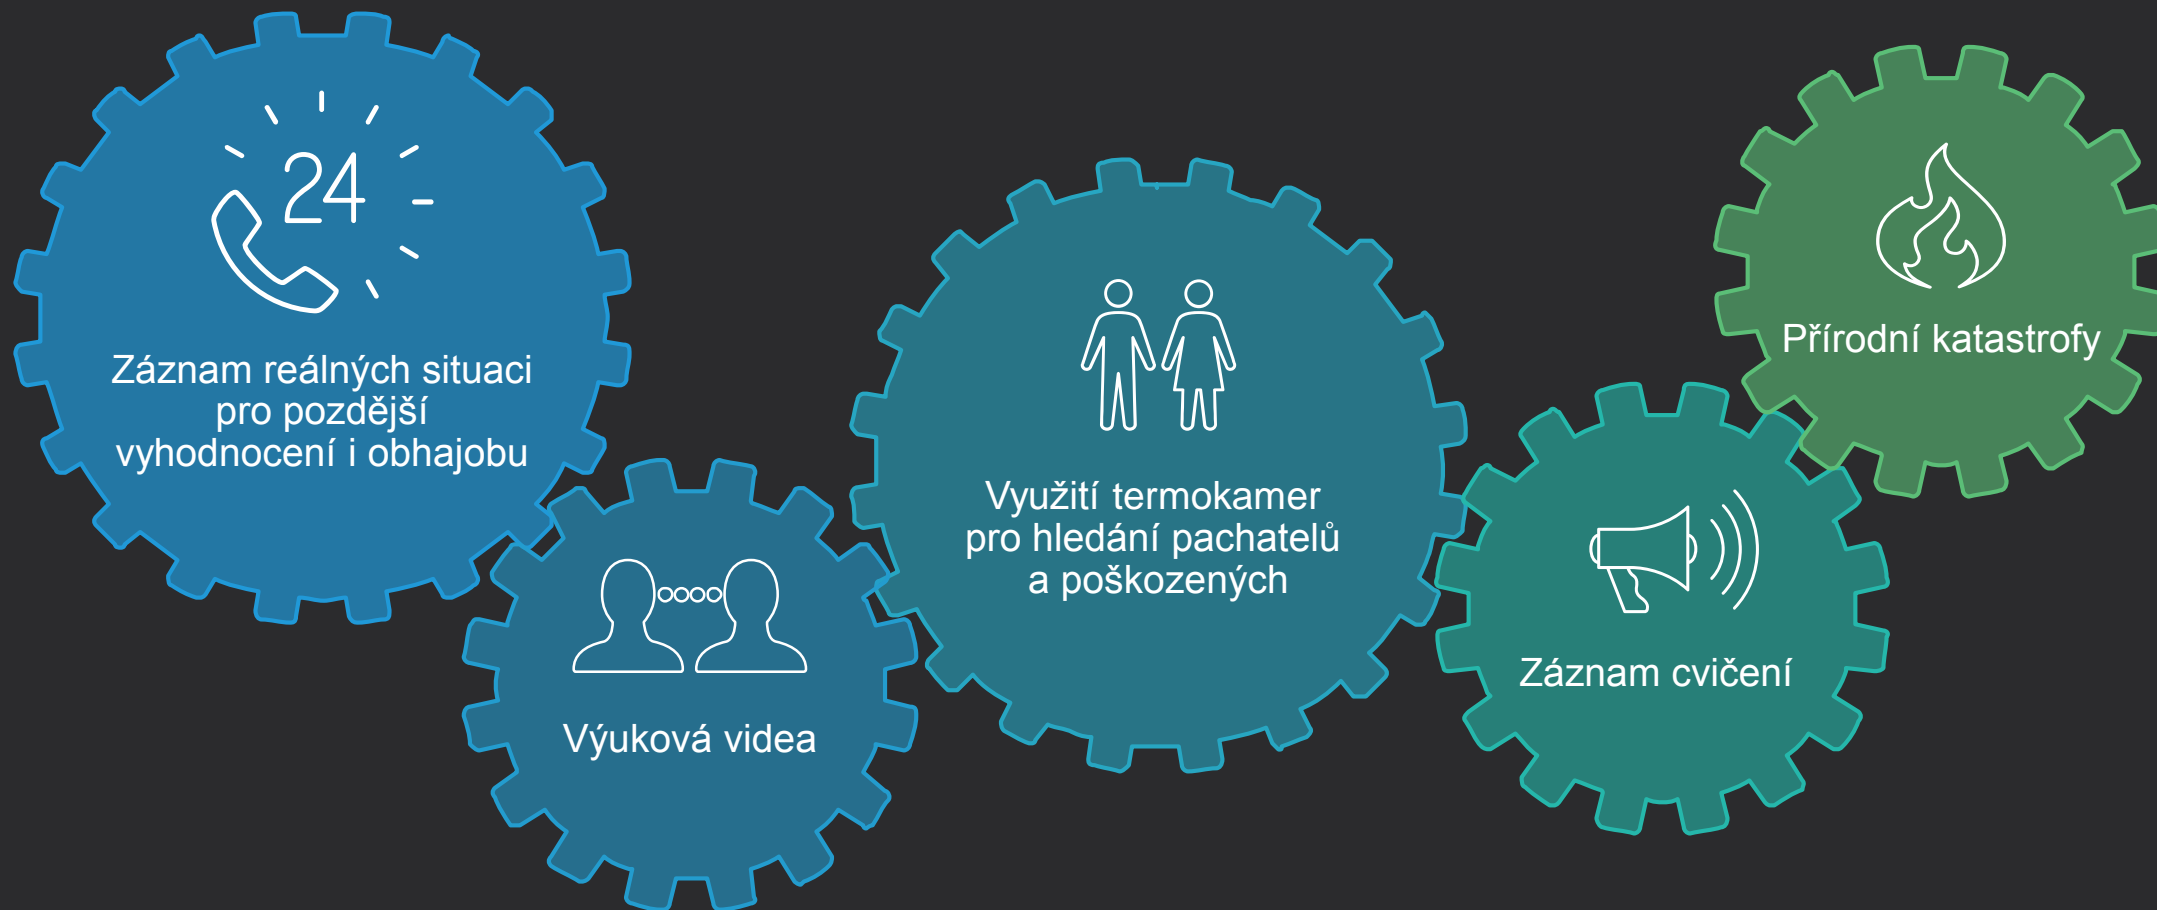 24
Záznam reálných situaci
pro pozdější
vyhodnocení i obhajobu
Výuková videa
Využití termokamer
pro hledání pachatelů
a poškozených
Záznam cvičení
Přírodní katastrofy